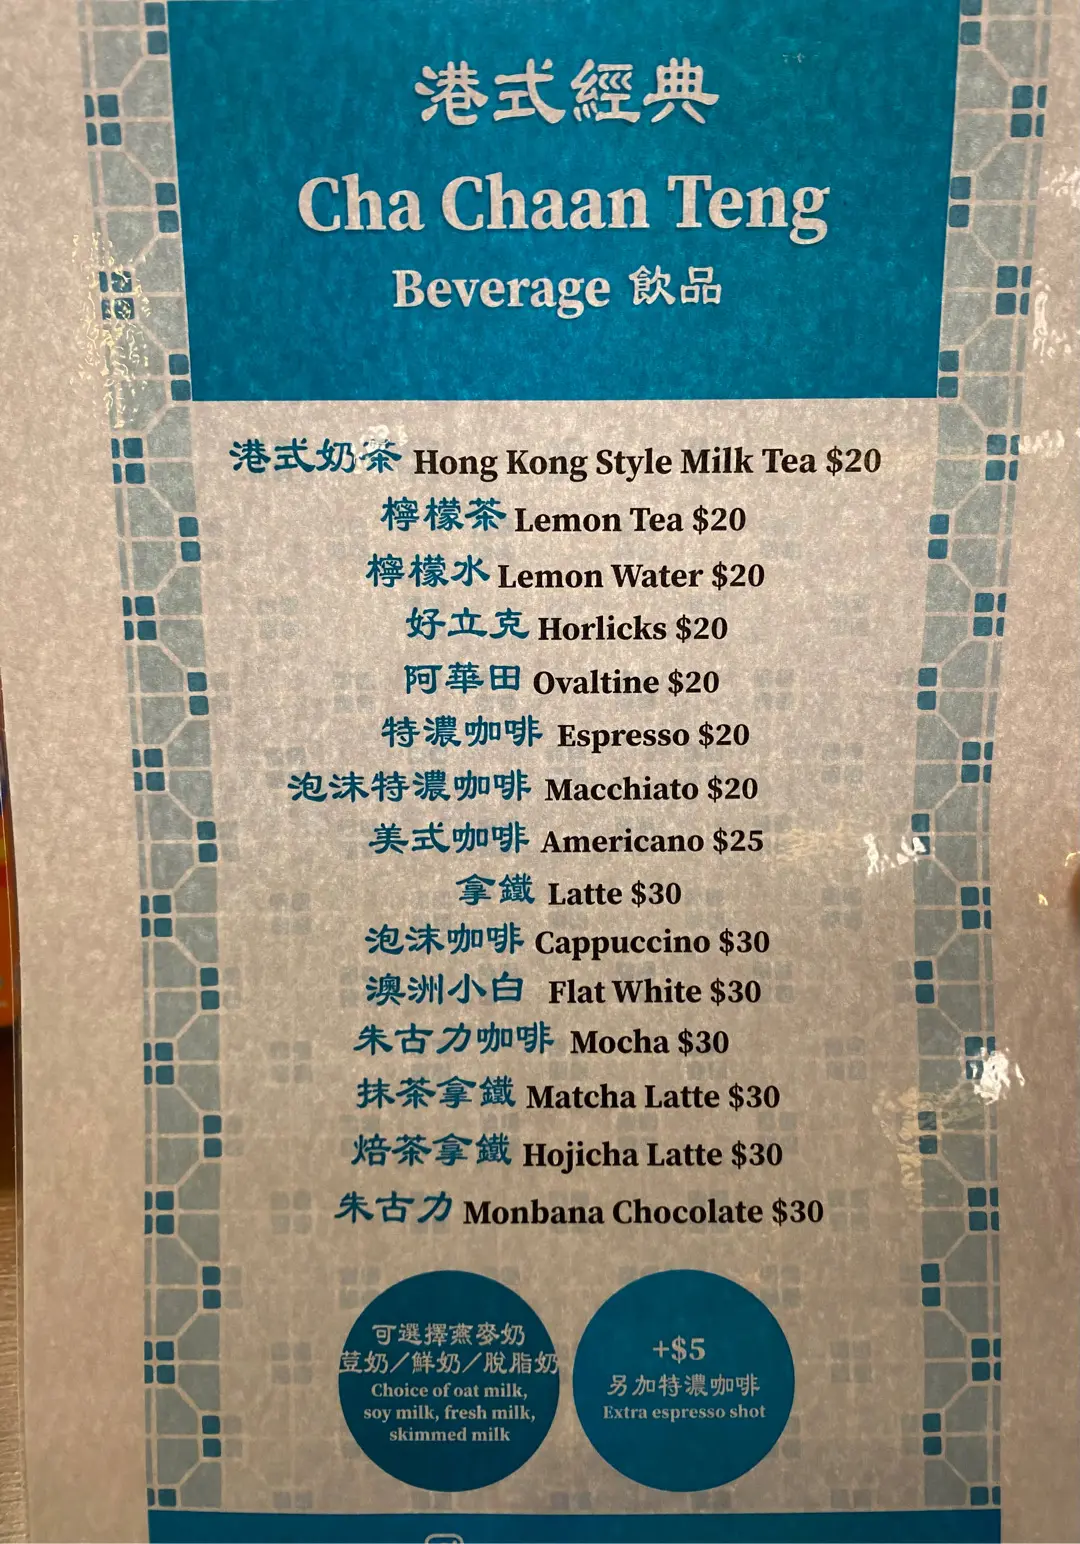 港式經典
Cha Chaan Teng
Beverage 飲品
港式奶茶 Hong Kong Style Milk Tea $20
檸檬茶 Lemon Tea $20
檸檬水 Lemon Water $20
好立克 Horlicks $20
阿華田 Ovaltine $20
特濃咖啡 Espresso $20
泡沫特濃咖啡 Macchiato $20
美式咖啡 Americano $25
拿鐵 Latte $30
泡沫咖啡 Cappuccino $30
澳洲小白 Flat White $30
朱古力咖啡 Mocha $30
抹茶拿鐵 Matcha Latte $30
焙茶拿鐵 Hojicha Latte $30
朱古力 Monbana Chocolate $30
可選擇燕麥奶
荳奶／鮮奶／脫脂奶
Choice of oat milk,
soy milk, fresh milk,
skimmed milk
+$5
另加特濃咖啡
Extra espresso shot